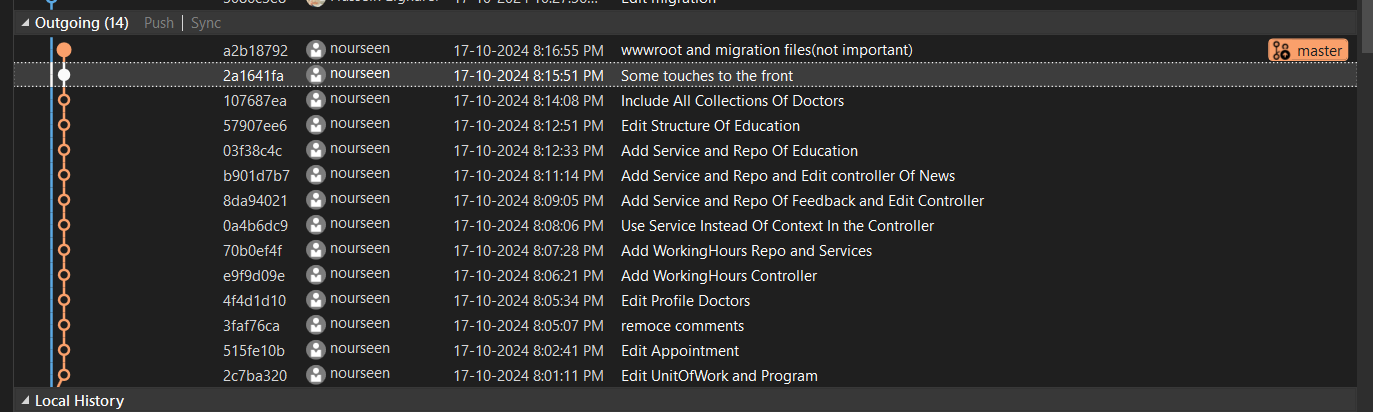 Outgoing (14) Push | Sync
a2b18792 nourseen 17-10-2024 8:16:55 PM wwwroot and migration files(not important) master
2a1641fa nourseen 17-10-2024 8:15:51 PM Some touches to the front
107687ea nourseen 17-10-2024 8:14:08 PM Include All Collections Of Doctors
57907ee6 nourseen 17-10-2024 8:12:51 PM Edit Structure Of Education
03f38c4c nourseen 17-10-2024 8:12:33 PM Add Service and Repo Of Education
b901d7b7 nourseen 17-10-2024 8:11:14 PM Add Service and Repo and Edit controller Of News
8da94021 nourseen 17-10-2024 8:09:05 PM Add Service and Repo Of Feedback and Edit Controller
0a4b6dc9 nourseen 17-10-2024 8:08:06 PM Use Service Instead Of Context In the Controller
70b0ef4f nourseen 17-10-2024 8:07:28 PM Add WorkingHours Repo and Services
e9f9d09e nourseen 17-10-2024 8:06:21 PM Add WorkingHours Controller
4f4d1d10 nourseen 17-10-2024 8:05:34 PM Edit Profile Doctors
3faf76ca nourseen 17-10-2024 8:05:07 PM remoce comments
515fe10b nourseen 17-10-2024 8:02:41 PM Edit Appointment
2c7ba320 nourseen 17-10-2024 8:01:11 PM Edit UnitOfWork and Program
Local History